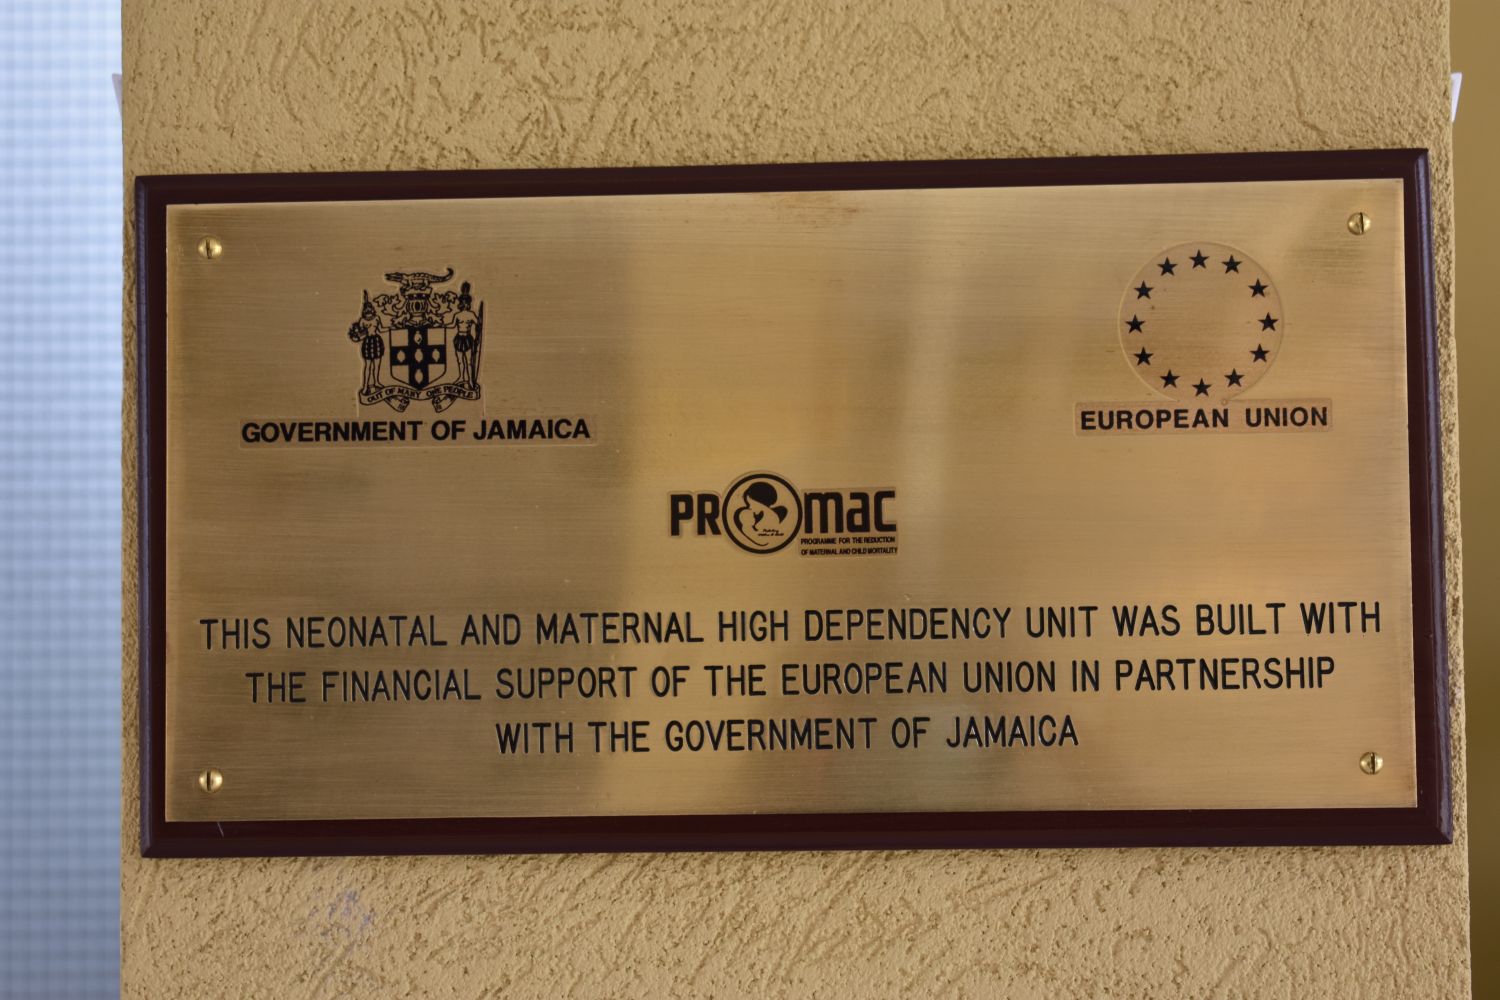 OUT OF MANY ONE PEOPLE
GOVERNMENT OF JAMAICA
EUROPEAN UNION
PROMAC
PROGRAMME FOR THE REDUCTION
OF MATERNAL AND CHILD MORTALITY
THIS NEONATAL AND MATERNAL HIGH DEPENDENCY UNIT WAS BUILT WITH
THE FINANCIAL SUPPORT OF THE EUROPEAN UNION IN PARTNERSHIP
WITH THE GOVERNMENT OF JAMAICA